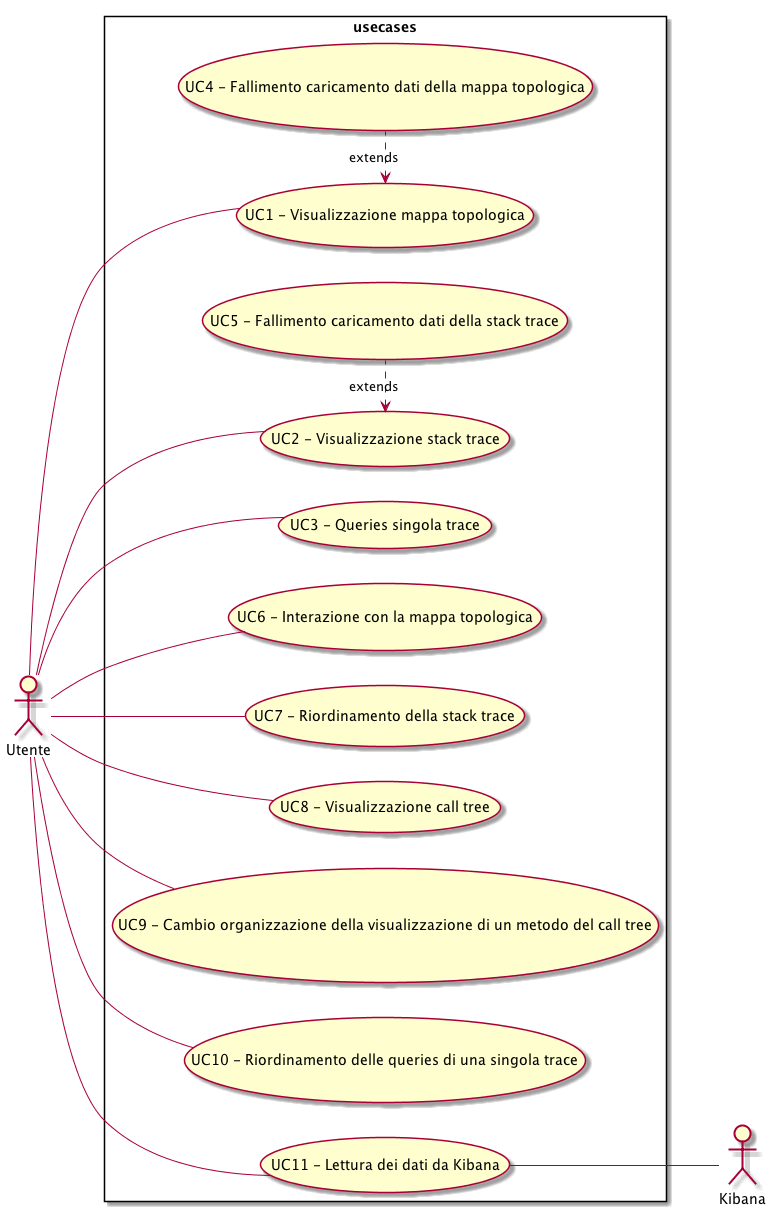 usecases
UC4 – Fallimento caricamento dati della mappa topologica
extends
UC1 – Visualizzazione mappa topologica
UC5 – Fallimento caricamento dati della stack trace
extends
UC2 – Visualizzazione stack trace
UC3 – Queries singola trace
UC6 – Interazione con la mappa topologica
UC7 – Riordinamento della stack trace
Utente
UC8 – Visualizzazione call tree
UC9 – Cambio organizzazione della visualizzazione di un metodo del call tree
UC10 – Riordinamento delle queries di una singola trace
UC11 – Lettura dei dati da Kibana
Kibana